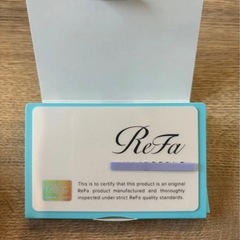 ReFa
This is to certify that this product is an original
ReFa product manufactured and thoroughly
inspected under strict ReFa quality standards.